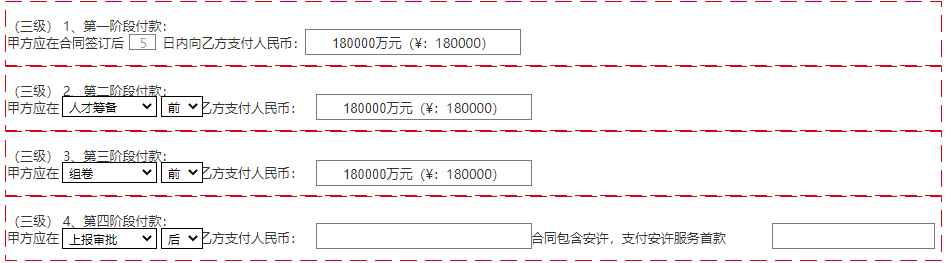 （三级） 1、第一阶段付款：
甲方应在合同签订后 5 日内向乙方支付人民币： 180000万元（¥：180000）
（三级） 2、第二阶段付款：
甲方应在 人才筹备 前 乙方支付人民币： 180000万元（¥：180000）
（三级） 3、第三阶段付款：
甲方应在 组卷 前 乙方支付人民币： 180000万元（¥：180000）
（三级） 4、第四阶段付款：
甲方应在 上报审批 后 乙方支付人民币： 合同包含安许，支付安许服务首款